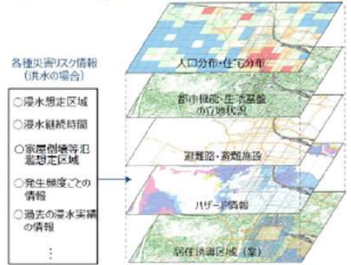 各種災害リスク情報
(洪水の場合)
○浸水想定区域
○浸水継続時間
○家屋倒壊等氾
濫想定区域
○発生頻度ごとの
情報
○過去の浸水実績
の情報
⋮
人口分布・住宅分布
都市機能・生活基盤
の立地状況
避難路・避難施設
ハザード情報
居住誘導区域(案)